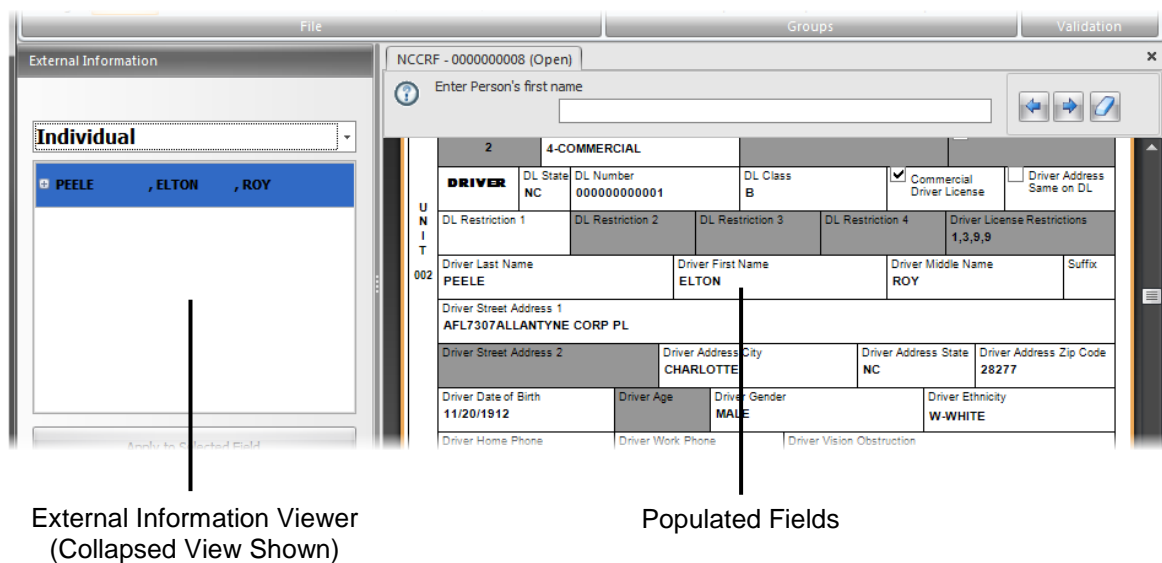 File
Groups
Validation
External Information
NCCRF - 0000000008 (Open)
Enter Person's first name
Individual
PEELE , ELTON , ROY
2
4-COMMERCIAL
UNIT
002
DRIVER
DL State
NC
DL Number
000000000001
DL Class
B
Commercial
Driver License
Driver Address
Same on DL
DL Restriction 1
DL Restriction 2
DL Restriction 3
DL Restriction 4
Driver License Restrictions
1,3,9,9
Driver Last Name
PEELE
Driver First Name
ELTON
Driver Middle Name
ROY
Suffix
Driver Street Address 1
AFL7307ALLANTYNE CORP PL
Driver Street Address 2
Driver Address City
CHARLOTTE
Driver Address State
NC
Driver Address Zip Code
28277
Driver Date of Birth
11/20/1912
Driver Age
Driver Gender
MALE
Driver Ethnicity
W-WHITE
Driver Home Phone
Driver Work Phone
Driver Vision Obstruction
Apply to Selected Field
External Information Viewer
(Collapsed View Shown)
Populated Fields